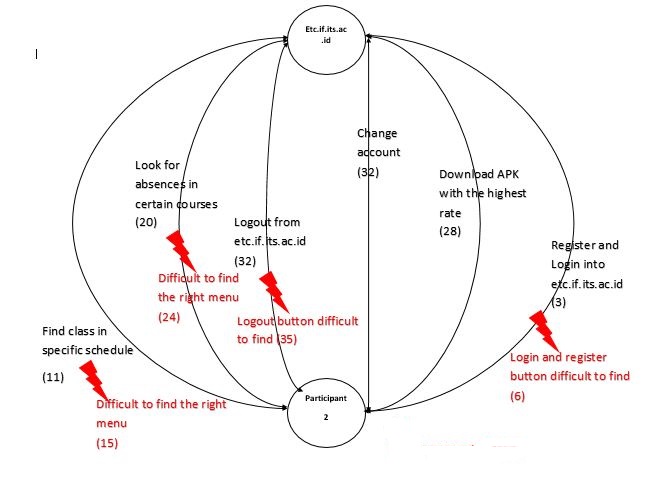 Etc.if.its.ac
.id
Change
account
(32)
Look for
absences in
certain courses
(20)
Download APK
with the highest
rate
(28)
Logout from
etc.if.its.ac.id
(32)
Register and
Login into
etc.if.its.ac.id
(3)
Difficult to find
the right menu
(24)
Logout button difficult
to find (35)
Find class in
specific schedule
(11)
Login and register
button difficult to find
(6)
Difficult to find the right
menu
(15)
Participant
2